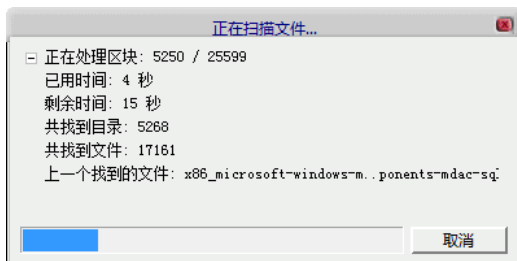 正在扫描文件...
正在处理区块: 5250 / 25599
已用时间: 4 秒
剩余时间: 15 秒
共找到目录: 5268
共找到文件: 17161
上一个找到的文件: x86_microsoft-windows-m..ponents-mdac-sq
取消